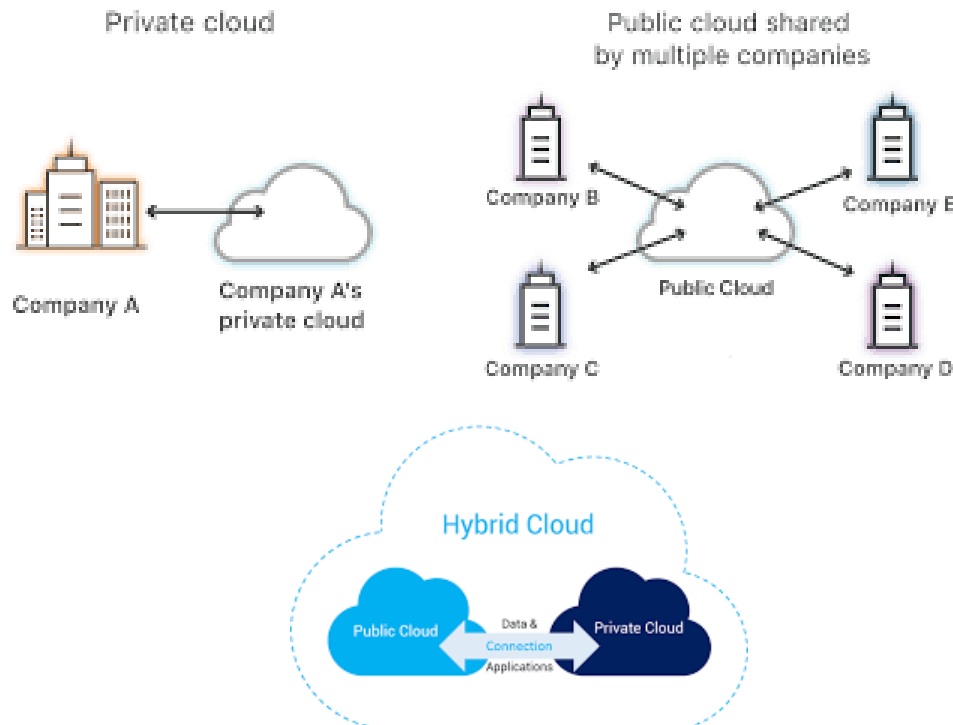 Private cloud
Public cloud shared
by multiple companies
Company B
Company E
Company A
Company A's
private cloud
Public Cloud
Company C
Company D
Hybrid Cloud
Public Cloud
Data &
Connection
Applications
Private Cloud